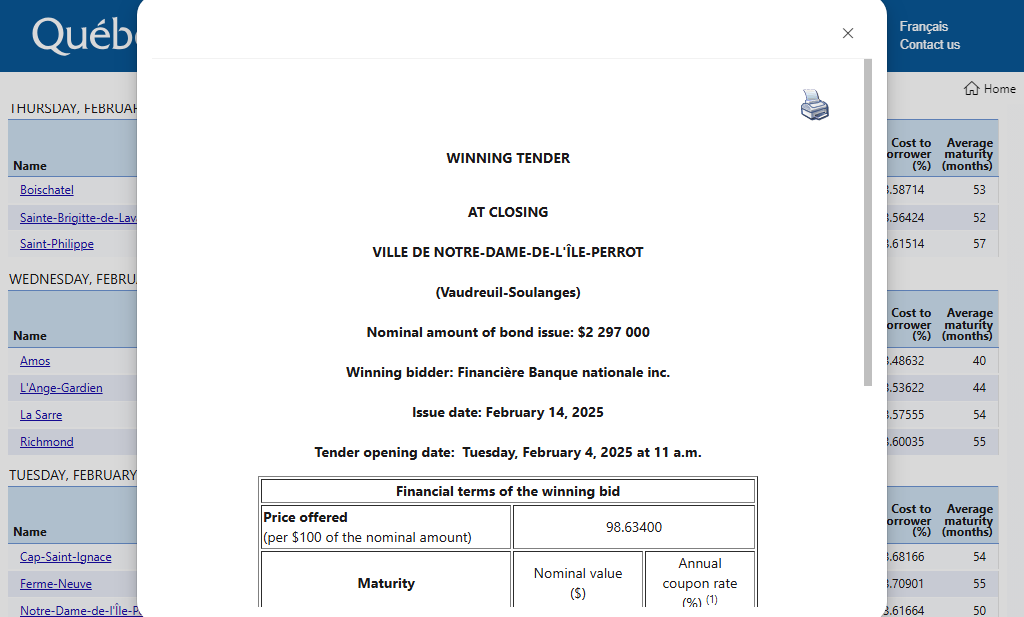 Québ
Français
Contact us
Home
THURSDAY, FEBRUAR
Name
Cost to
orrower
(%)
Average
maturity
(months)
Boischatel
.58714
53
Sainte-Brigitte-de-Lav
.56424
52
Saint-Philippe
.61514
57
WEDNESDAY, FEBRU
Name
Cost to
orrower
(%)
Average
maturity
(months)
Amos
.48632
40
L'Ange-Gardien
.53622
44
La Sarre
.57555
54
Richmond
.60035
55
TUESDAY, FEBRUARY
Name
Cost to
orrower
(%)
Average
maturity
(months)
Cap-Saint-Ignace
.68166
54
Ferme-Neuve
.70901
55
Notre-Dame-de-l'Île-P
.61664
50
WINNING TENDER
AT CLOSING
VILLE DE NOTRE-DAME-DE-L'ÎLE-PERROT
(Vaudreuil-Soulanges)
Nominal amount of bond issue: $2 297 000
Winning bidder: Financière Banque nationale inc.
Issue date: February 14, 2025
Tender opening date: Tuesday, February 4, 2025 at 11 a.m.
Financial terms of the winning bid
Price offered
(per $100 of the nominal amount)
98.63400
Maturity
Nominal value
($)
Annual
coupon rate
(%) (1)